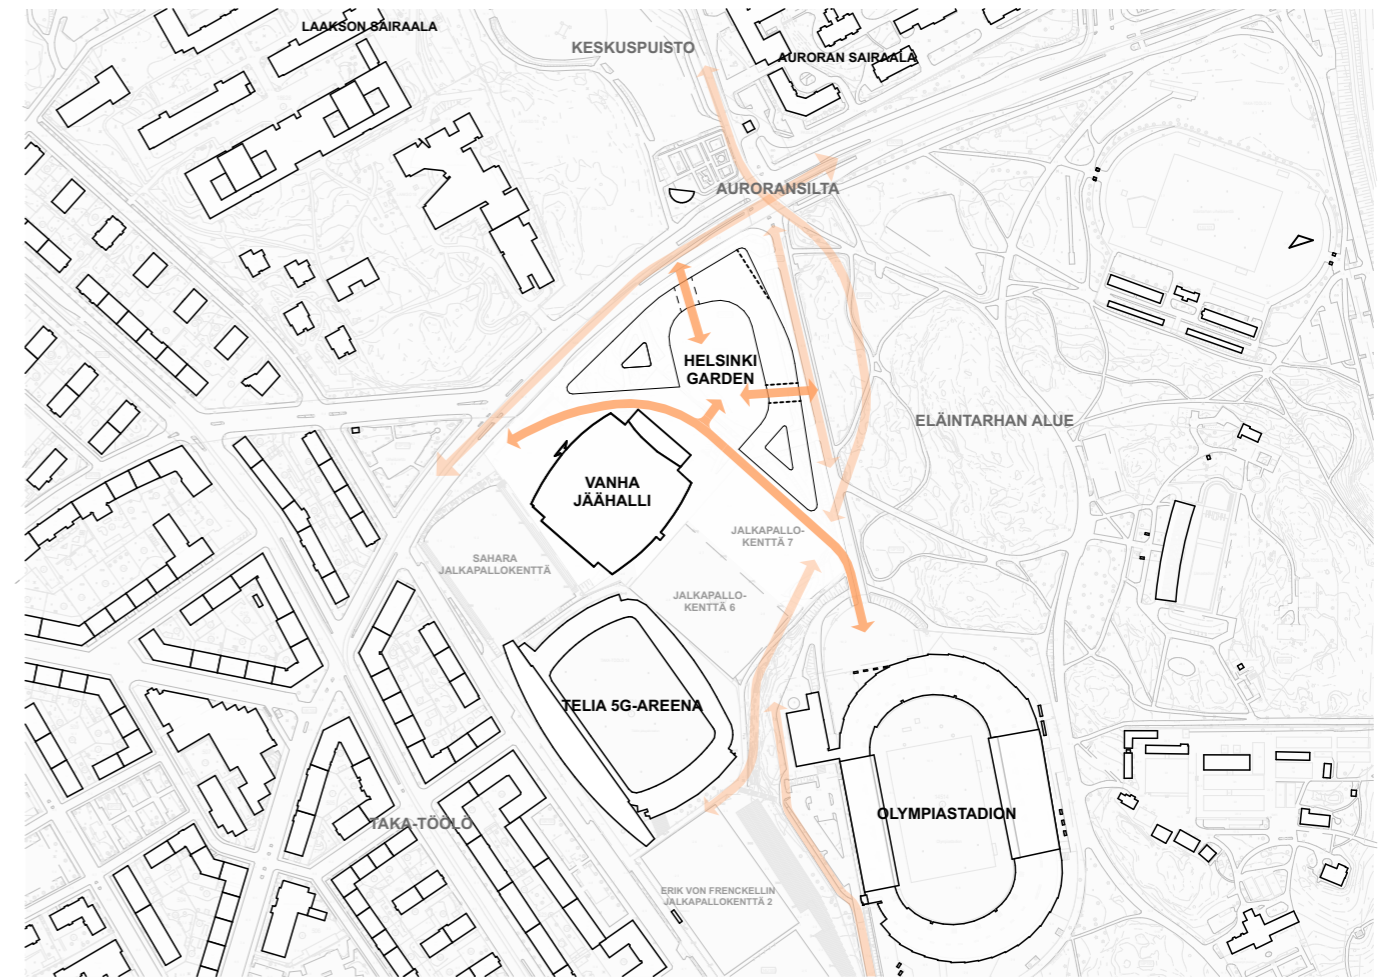 LAAKSON SAIRAALA
KESKUSPUISTO
AURORAN SAIRAALA
AURORANSILTA
HELSINKI
GARDEN
ELÄINTARHAN ALUE
VANHA
JÄÄHALLI
JALKAPALLO-
KENTTÄ 7
SAHARA
JALKAPALLOKENTTÄ
JALKAPALLO-
KENTTÄ 6
TELIA 5G-AREENA
OLYMPIASTADION
TAKA-TÖÖLÖ
ERIK VON FRENCKELLIN
JALKAPALLOKENTTÄ 2